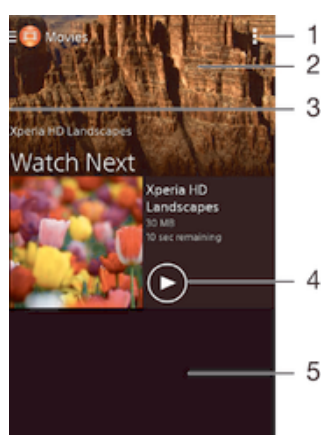 Movies
1
2
3
Xperia HD Landscapes
Watch Next
Xperia HD
Landscapes
30 MB
10 sec remaining
4
5